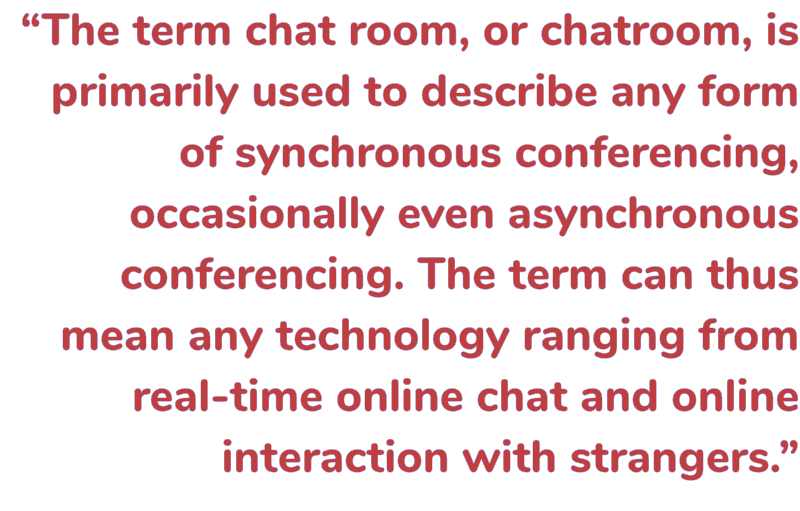 “The term chat room, or chatroom, is
primarily used to describe any form
of synchronous conferencing,
occasionally even asynchronous
conferencing. The term can thus
mean any technology ranging from
real-time online chat and online
interaction with strangers.”